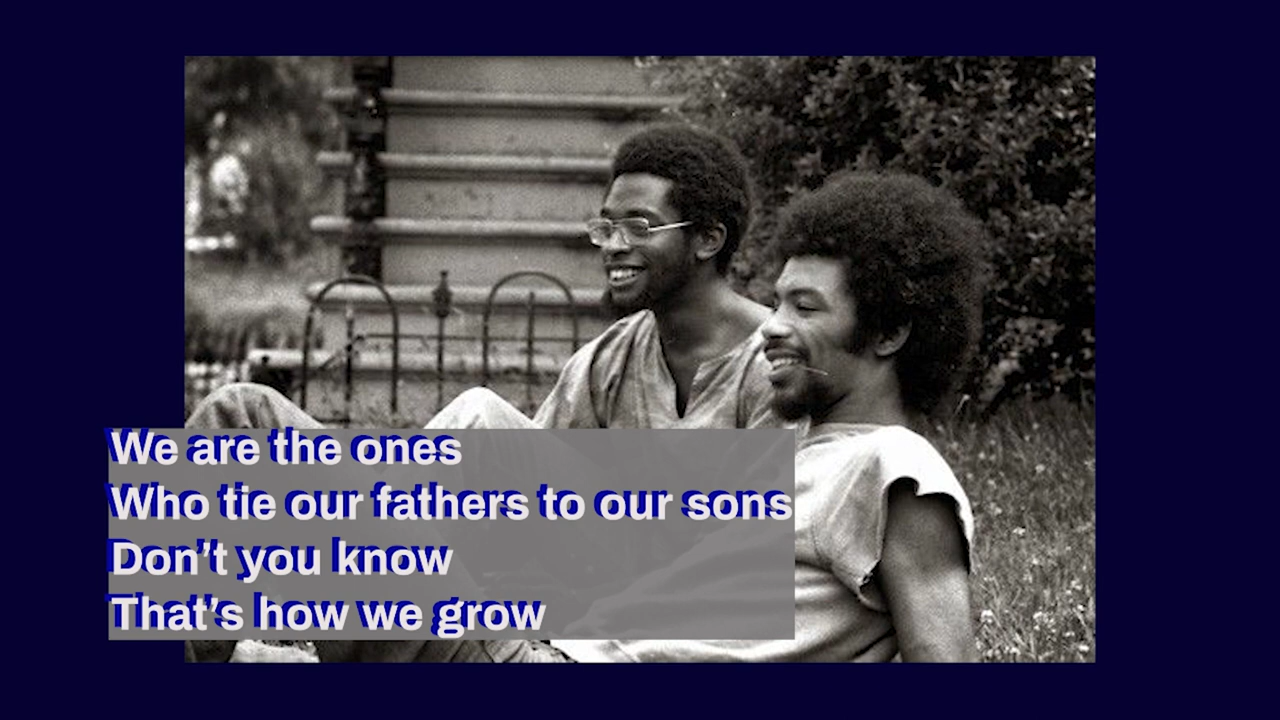 We are the ones
Who tie our fathers to our sons
Don’t you know
That’s how we grow